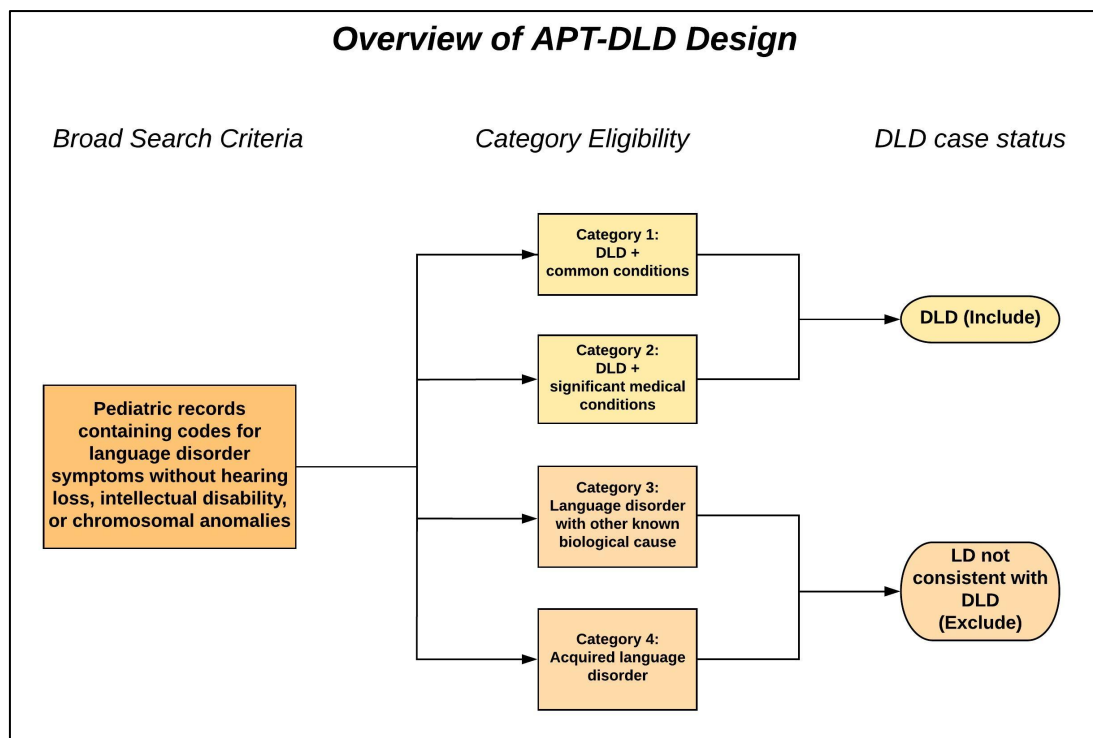 Overview of APT-DLD Design
Broad Search Criteria
Category Eligibility
DLD case status
Pediatric records
containing codes for
language disorder
symptoms without hearing
loss, intellectual disability,
or chromosomal anomalies
Category 1:
DLD +
common conditions
Category 2:
DLD +
significant medical
conditions
Category 3:
Language disorder
with other known
biological cause
Category 4:
Acquired language
disorder
DLD (Include)
LD not
consistent with
DLD
(Exclude)